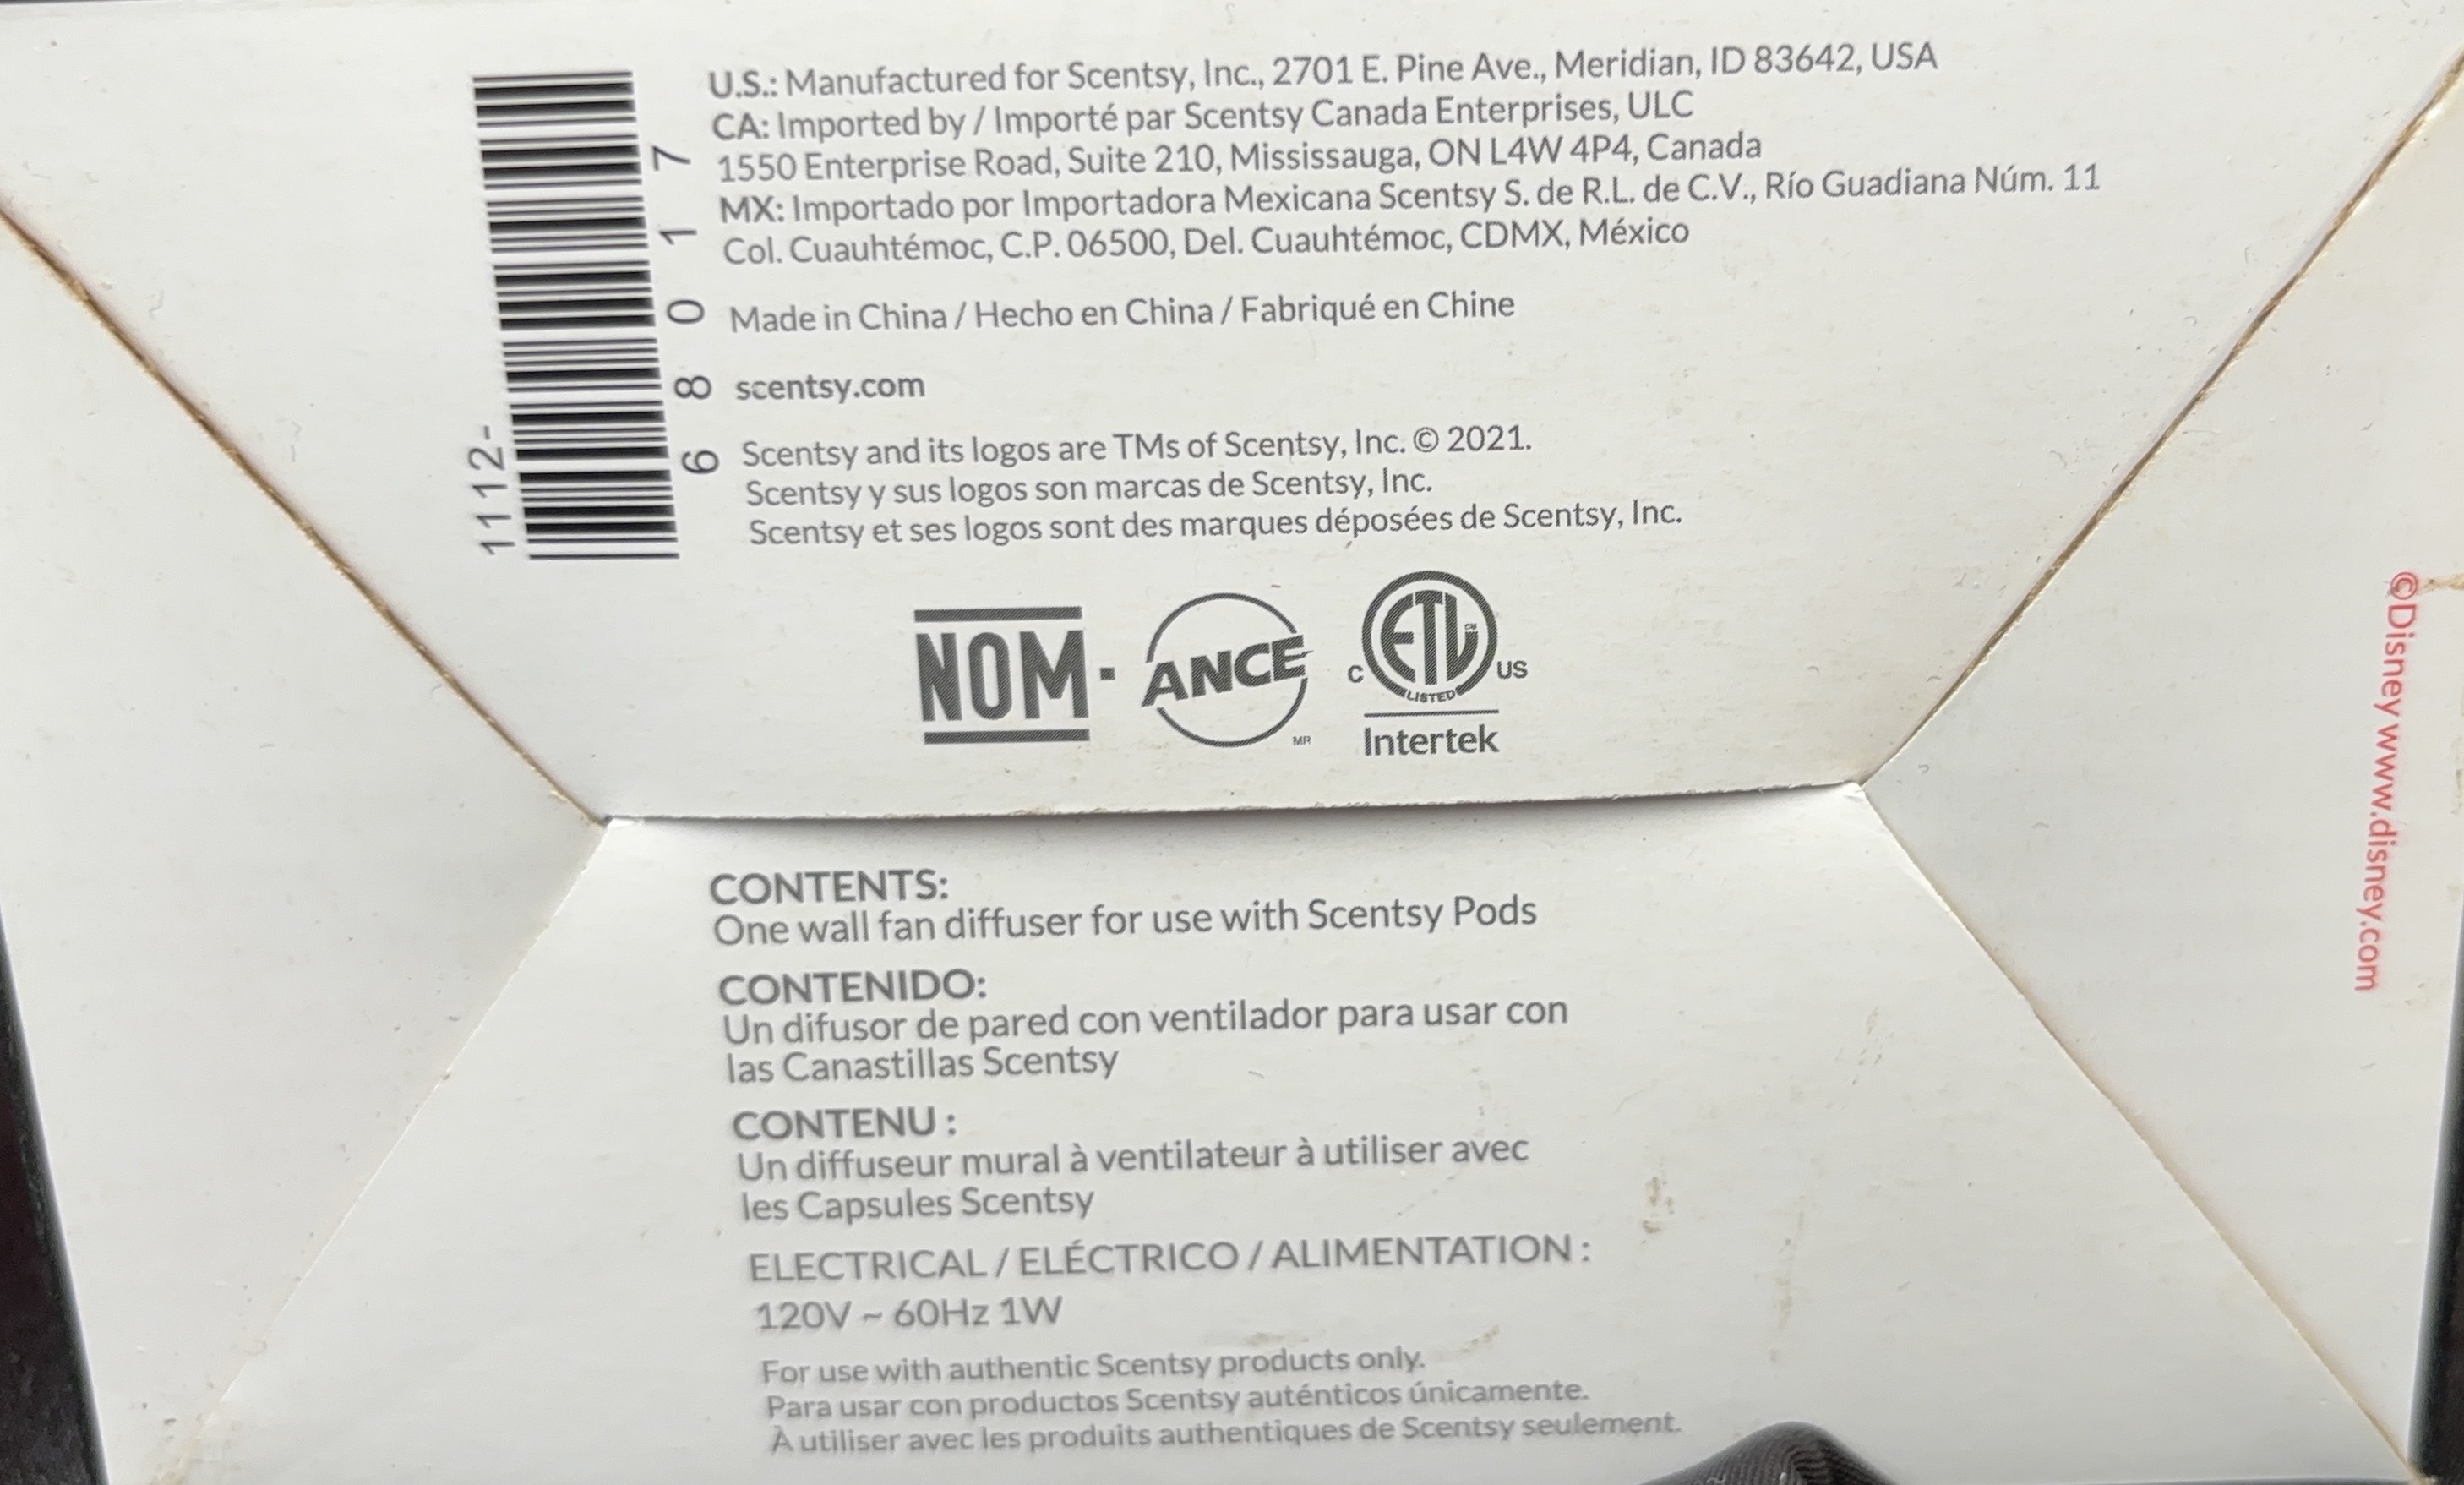 U.S.: Manufactured for Scentsy, Inc., 2701 E. Pine Ave., Meridian, ID 83642, USA
CA: Imported by / Importé par Scentsy Canada Enterprises, ULC
1550 Enterprise Road, Suite 210, Mississauga, ON L4W 4P4, Canada
MX: Importado por Importadora Mexicana Scentsy S. de R.L. de C.V., Río Guadiana Núm. 11
Col. Cuauhtémoc, C.P. 06500, Del. Cuauhtémoc, CDMX, México
Made in China / Hecho en China / Fabriqué en Chine
scentsy.com
Scentsy and its logos are TMs of Scentsy, Inc. © 2021.
Scentsy y sus logos son marcas de Scentsy, Inc.
Scentsy et ses logos sont des marques déposées de Scentsy, Inc.
1112-
68017
NOM - ANCE MR
C ETL CM US
LISTED
Intertek
CONTENTS:
One wall fan diffuser for use with Scentsy Pods
CONTENIDO:
Un difusor de pared con ventilador para usar con
las Canastillas Scentsy
CONTENU :
Un diffuseur mural à ventilateur à utiliser avec
les Capsules Scentsy
ELECTRICAL / ELÉCTRICO / ALIMENTATION :
120V ~ 60Hz 1W
For use with authentic Scentsy products only.
Para usar con productos Scentsy auténticos únicamente.
À utiliser avec les produits authentiques de Scentsy seulement.
©Disney www.disney.com